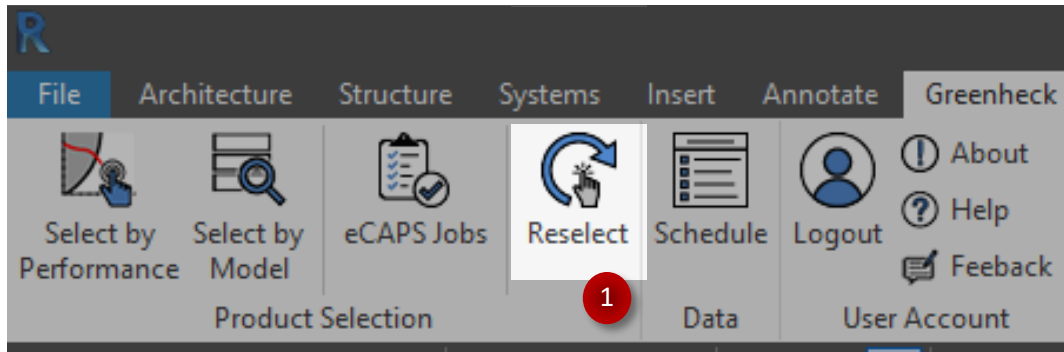 R
File Architecture Structure Systems Insert Annotate Greenheck
Select by Performance
Select by Model
eCAPS Jobs
Reselect
Schedule
Logout
About
Help
Feeback
1
Product Selection
Data
User Account